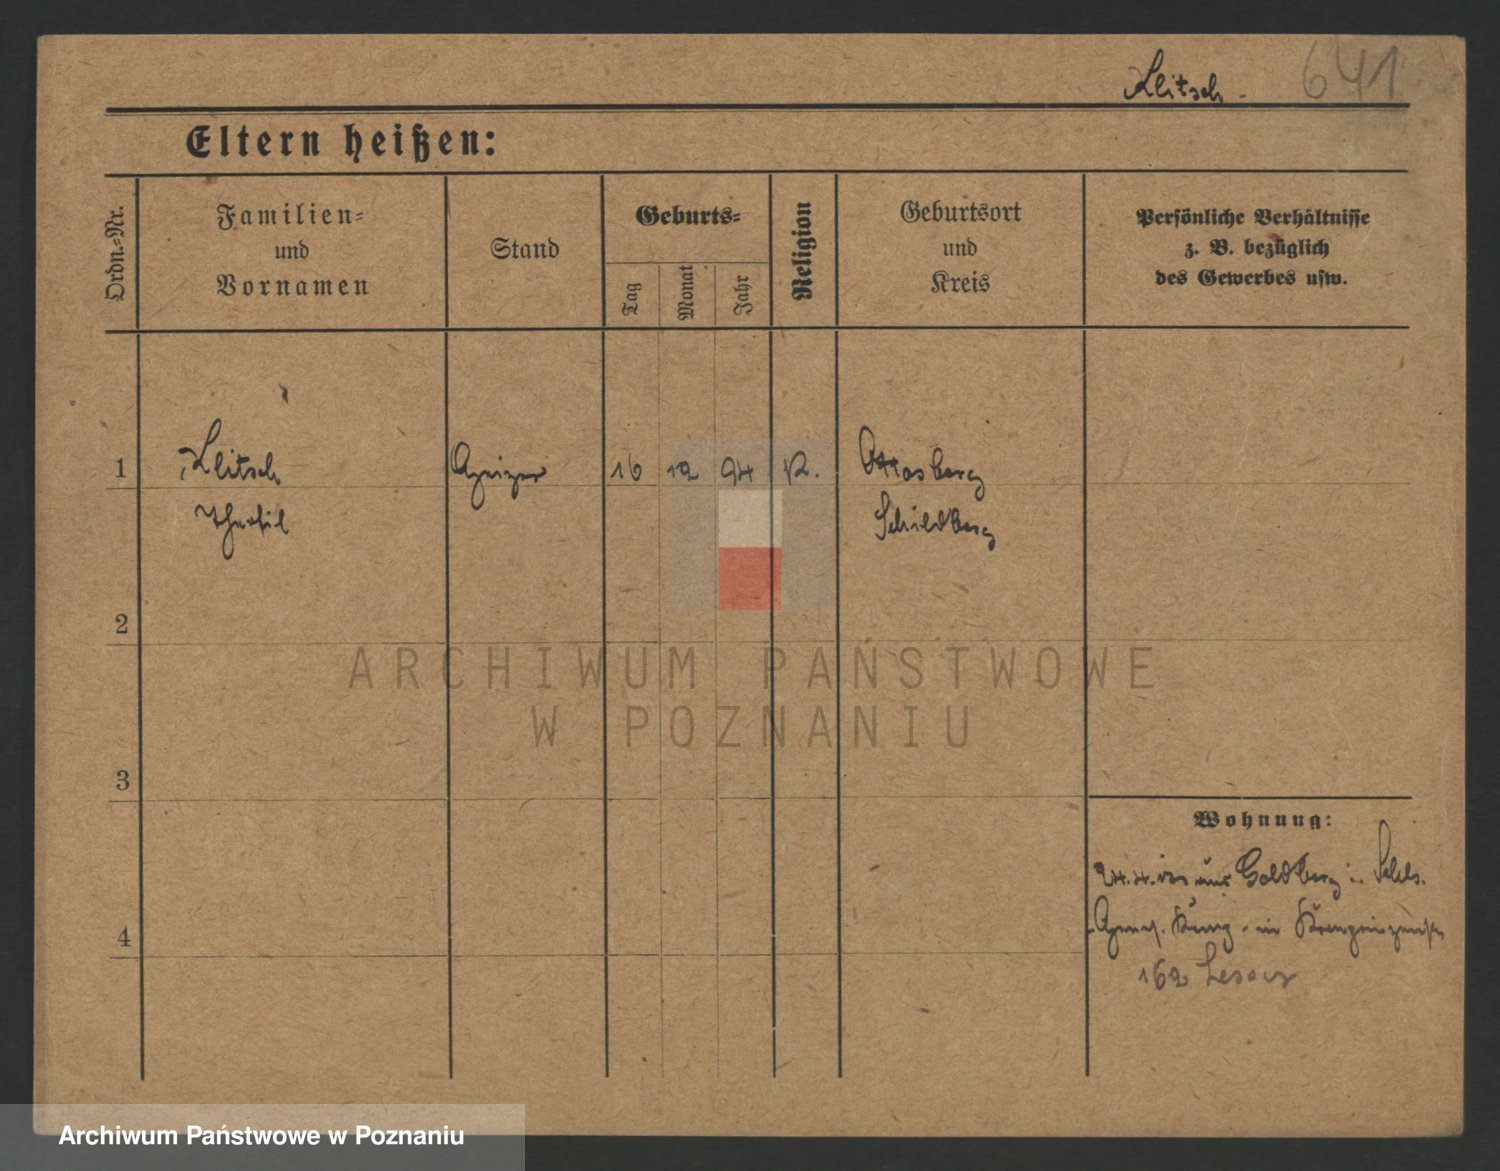 Klitsch -
641
Eltern heißen:
Ordn.-Nr.
Familien-
und
Vornamen
Stand
Geburts-
Tag
Monat
Jahr
Religion
Geburtsort
und
Kreis
Persönliche Verhältnisse
z. B. bezüglich
des Gewerbes usw.
1
Klitsch
Heizer
16
12
94
K.
Schildberg
2
3
4
Wohnung:
Goldberg i. Schls.
162
ARCHIWUM PAŃSTWOWE
W POZNANIU
Archiwum Państwowe w Poznaniu